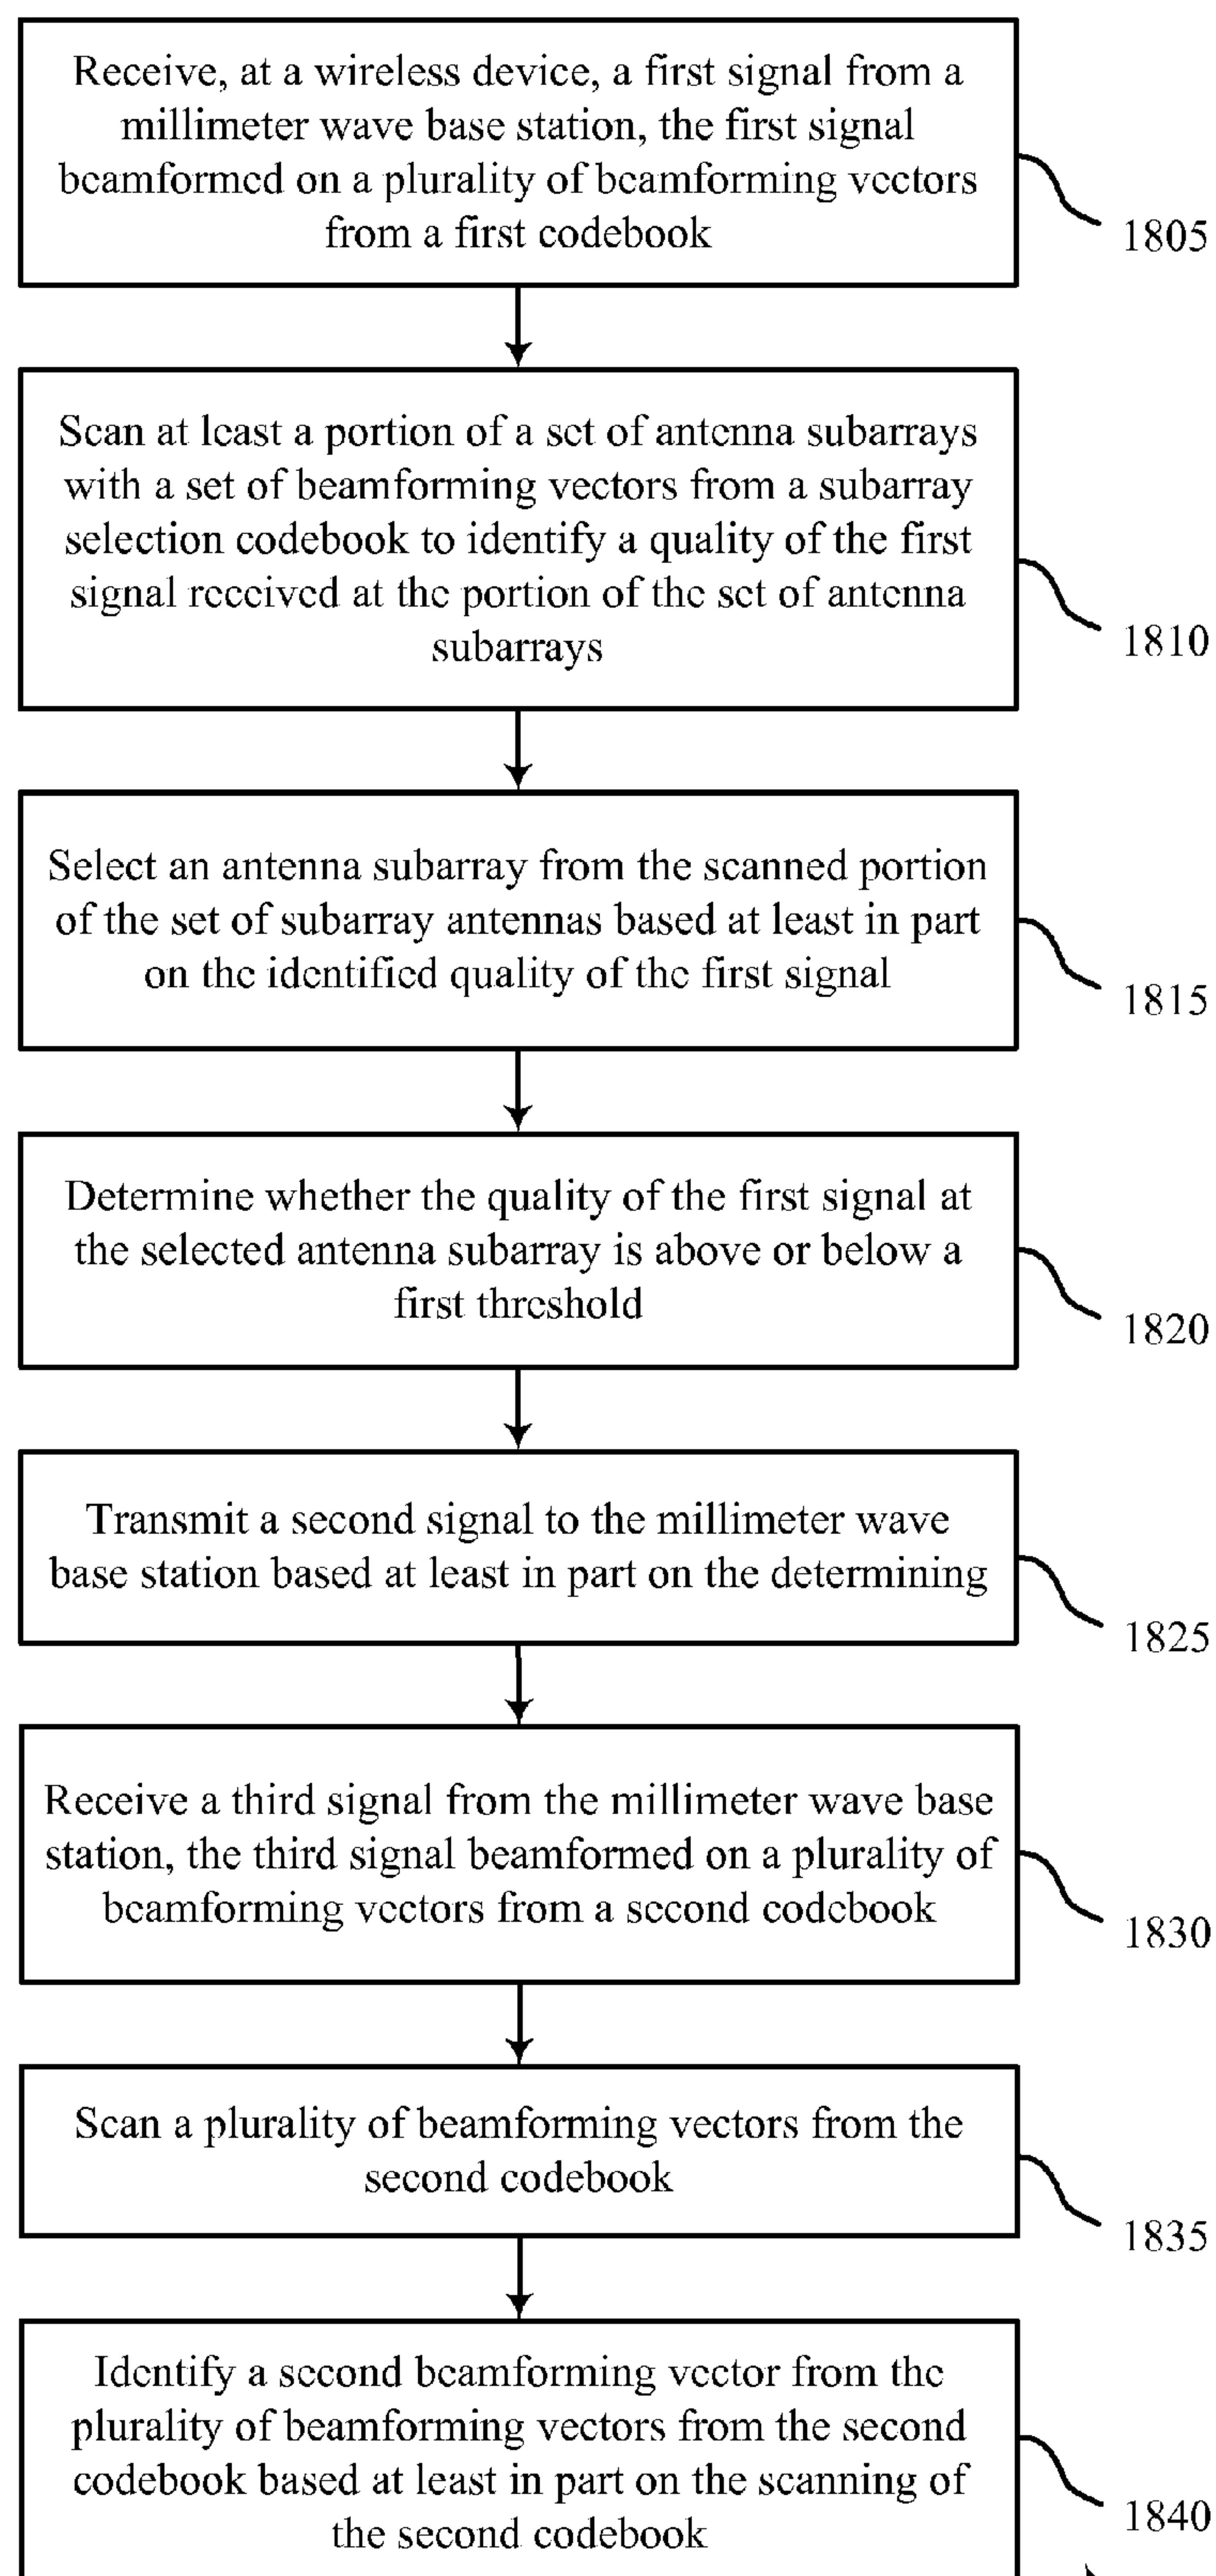 Receive, at a wireless device, a first signal from a
millimeter wave base station, the first signal
beamformed on a plurality of beamforming vectors
from a first codebook
1805
Scan at least a portion of a set of antenna subarrays
with a set of beamforming vectors from a subarray
selection codebook to identify a quality of the first
signal received at the portion of the set of antenna
subarrays
1810
Select an antenna subarray from the scanned portion
of the set of subarray antennas based at least in part
on the identified quality of the first signal
1815
Determine whether the quality of the first signal at
the selected antenna subarray is above or below a
first threshold
1820
Transmit a second signal to the millimeter wave
base station based at least in part on the determining
1825
Receive a third signal from the millimeter wave base
station, the third signal beamformed on a plurality of
beamforming vectors from a second codebook
1830
Scan a plurality of beamforming vectors from the
second codebook
1835
Identify a second beamforming vector from the
plurality of beamforming vectors from the second
codebook based at least in part on the scanning of
the second codebook
1840